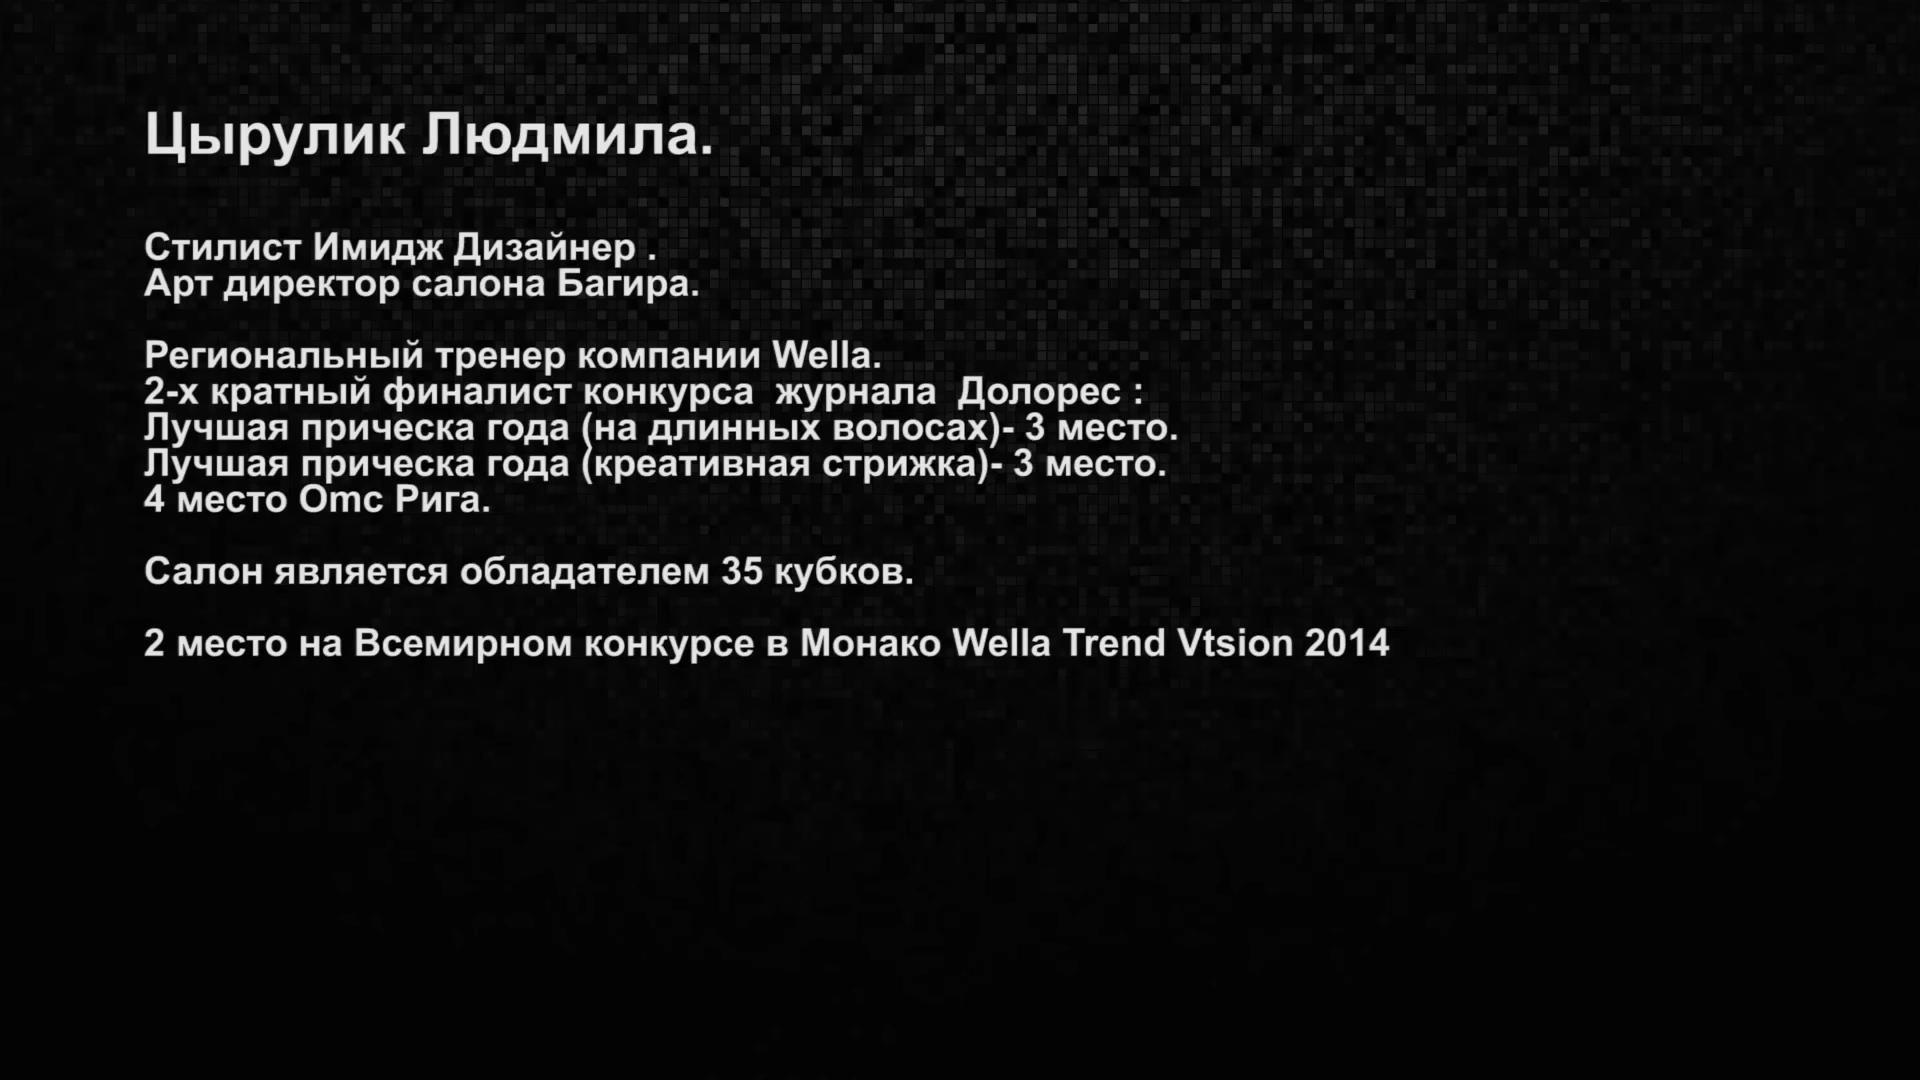 Цырулик Людмила.
Стилист Имидж Дизайнер .
Арт директор салона Багира.
Региональный тренер компании Wella.
2-х кратный финалист конкурса  журнала  Долорес :
Лучшая прическа года (на длинных волосах)- 3 место.
Лучшая прическа года (креативная стрижка)- 3 место.
4 место Omc Рига.
Салон является обладателем 35 кубков.
2 место на Всемирном конкурсе в Монако Wella Trend Vtsion 2014